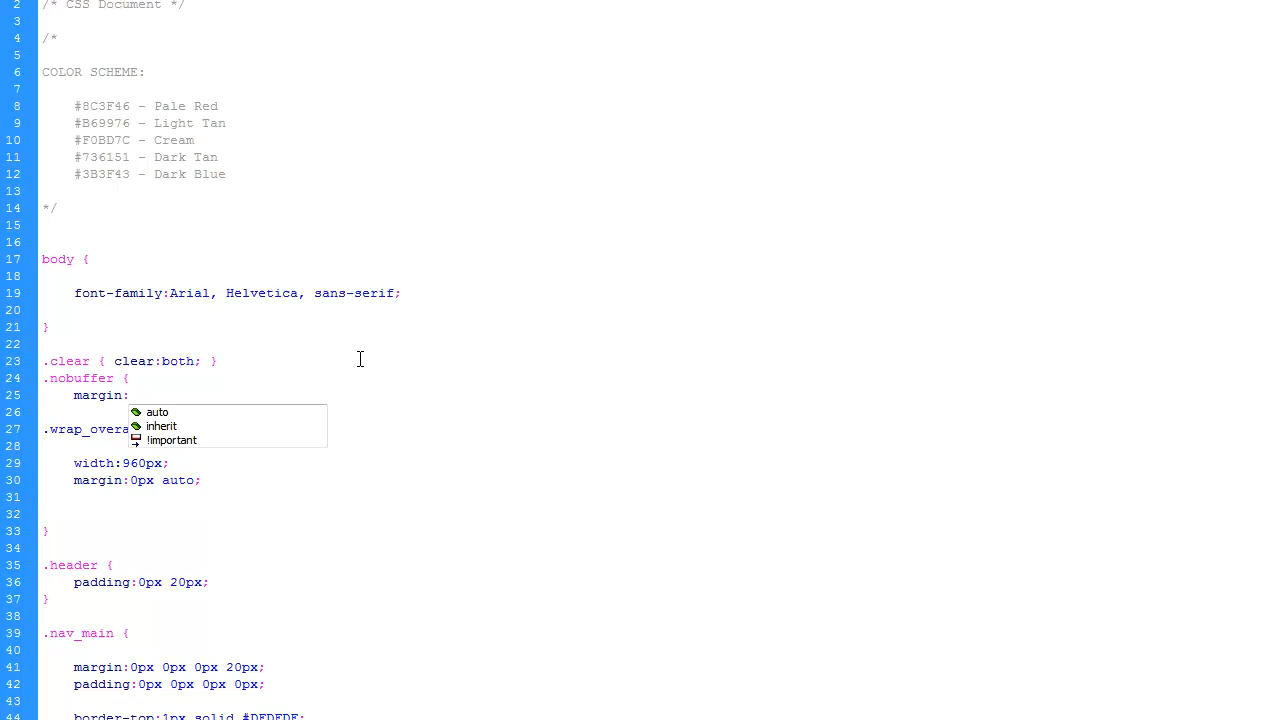 2 /* CSS Document */
3
4 /*
5
6 COLOR SCHEME:
7
8 #8C3F46 - Pale Red
9 #B69976 - Light Tan
10 #F0BD7C - Cream
11 #736151 - Dark Tan
12 #3B3F43 - Dark Blue
13
14 */
15
16
17 body {
18
19 font-family:Arial, Helvetica, sans-serif;
20
21 }
22
23 .clear { clear:both; }
24 .nobuffer {
25 margin:
26 auto
inherit
27 .wrap_overa !important
28
29 width:960px;
30 margin:0px auto;
31
32
33 }
34
35 .header {
36 padding:0px 20px;
37 }
38
39 .nav_main {
40
41 margin:0px 0px 0px 20px;
42 padding:0px 0px 0px 0px;
43
44 border-top:1px solid